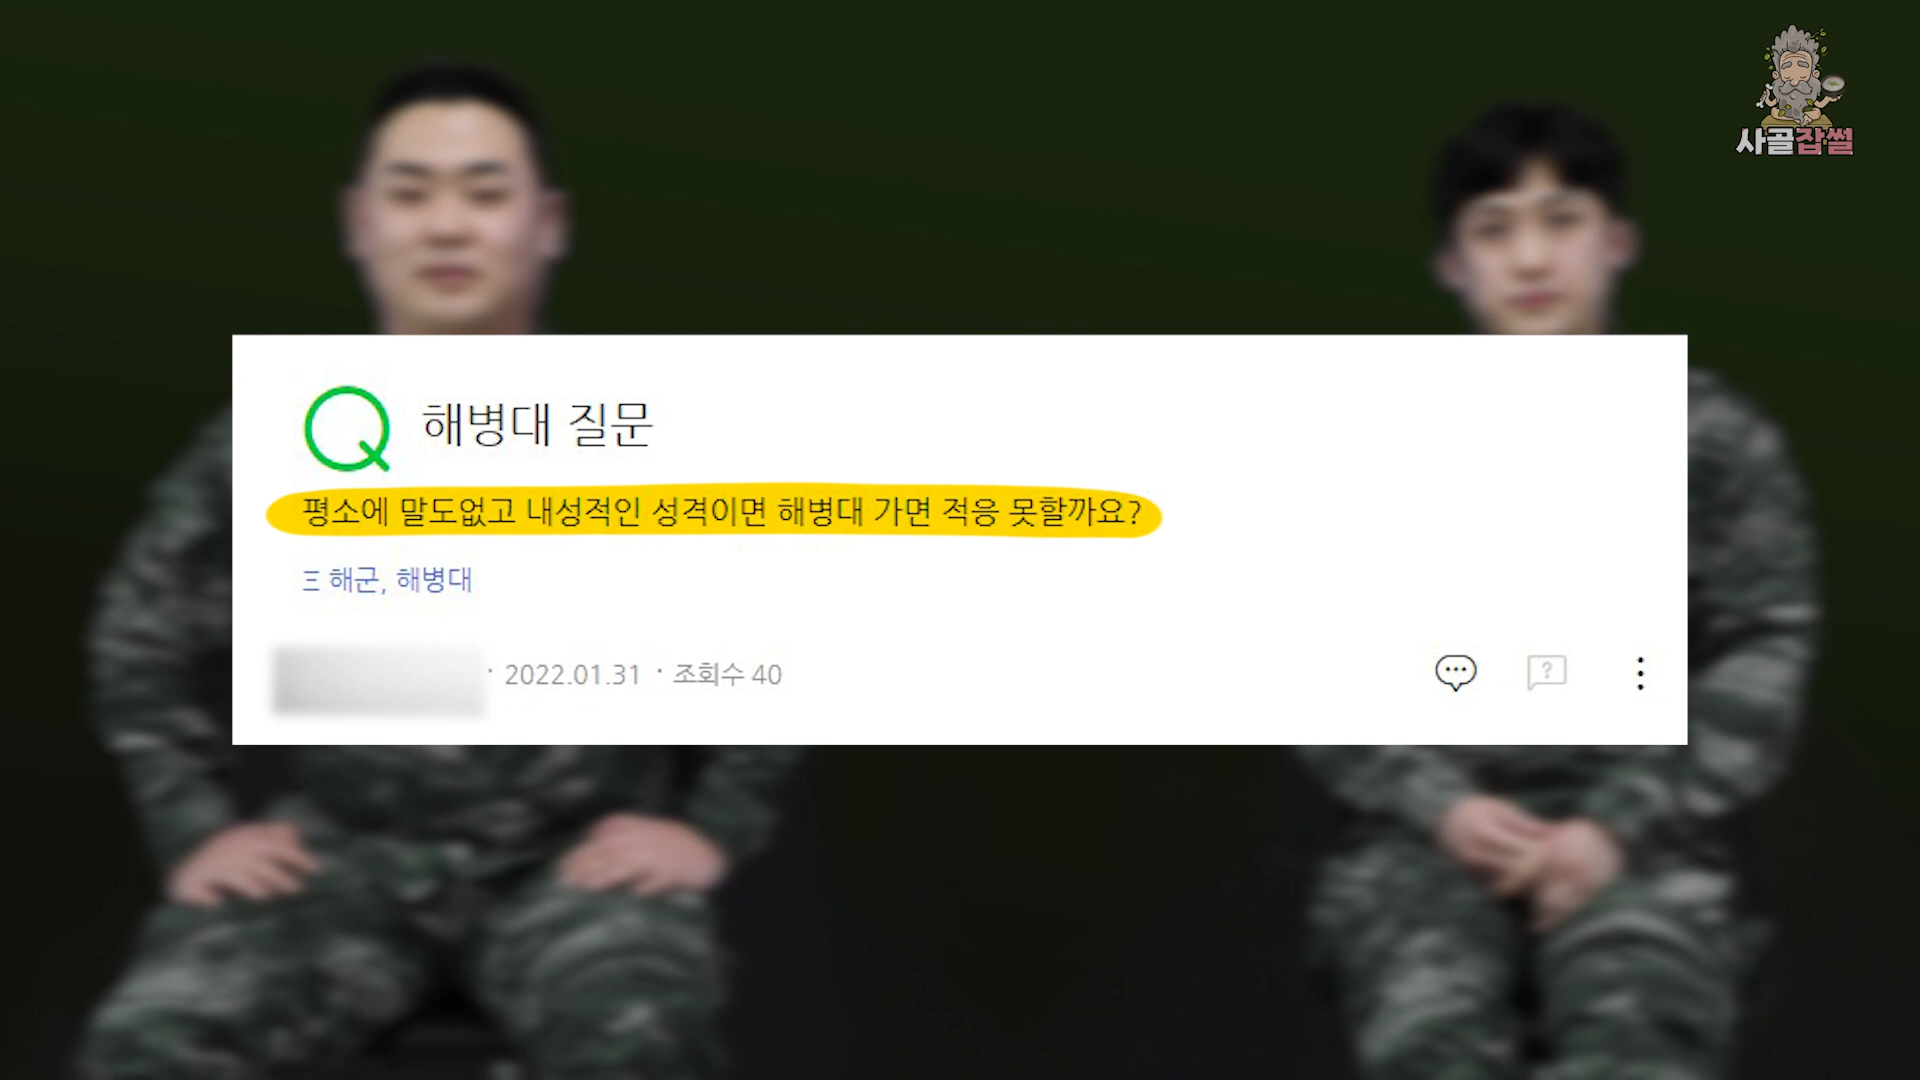 사골잡썰
Q 해병대 질문
평소에 말도없고 내성적인 성격이면 해병대 가면 적응 못할까요?
해군, 해병대
· 2022.01.31 · 조회수 40
?